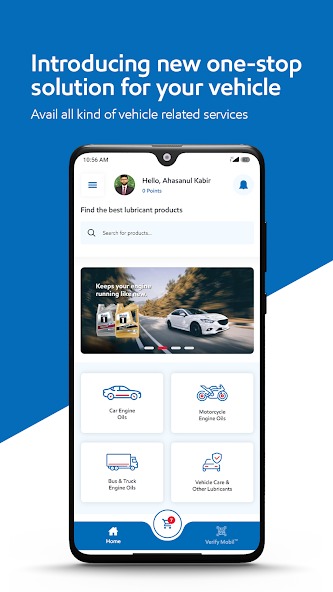 Introducing new one-stop
solution for your vehicle
Avail all kind of vehicle related services
10:56 AM
Hello, Ahasanul Kabir
0 Points
Find the best lubricant products
Search for products...
Keeps your engine
running like new.
Car Engine
Oils
Motorcycle
Engine Oils
Bus & Truck
Engine Oils
Vehicle Care &
Other Lubricants
Home
Verify Mobil™